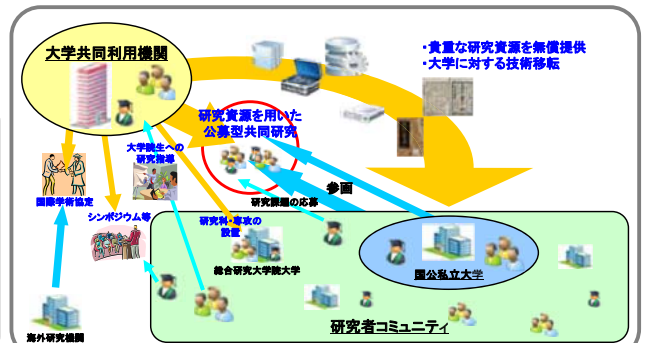 大学共同利用機関
・貴重な研究資源を無償提供
・大学に対する技術移転
研究資源を用いた
公募型共同研究
大学院生への
研究指導
国際学術協定
シンポジウム等
研究科・専攻の
設置
総合研究大学院大学
研究課題の応募
参画
国公私立大学
研究者コミュニティ
海外研究機関